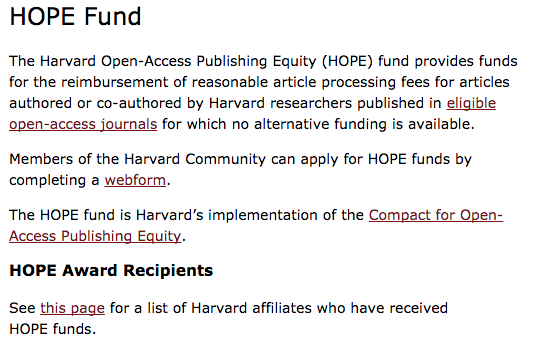 HOPE Fund
The Harvard Open-Access Publishing Equity (HOPE) fund provides funds
for the reimbursement of reasonable article processing fees for articles
authored or co-authored by Harvard researchers published in eligible
open-access journals for which no alternative funding is available.
Members of the Harvard Community can apply for HOPE funds by
completing a webform.
The HOPE fund is Harvard’s implementation of the Compact for Open-
Access Publishing Equity.
HOPE Award Recipients
See this page for a list of Harvard affiliates who have received
HOPE funds.